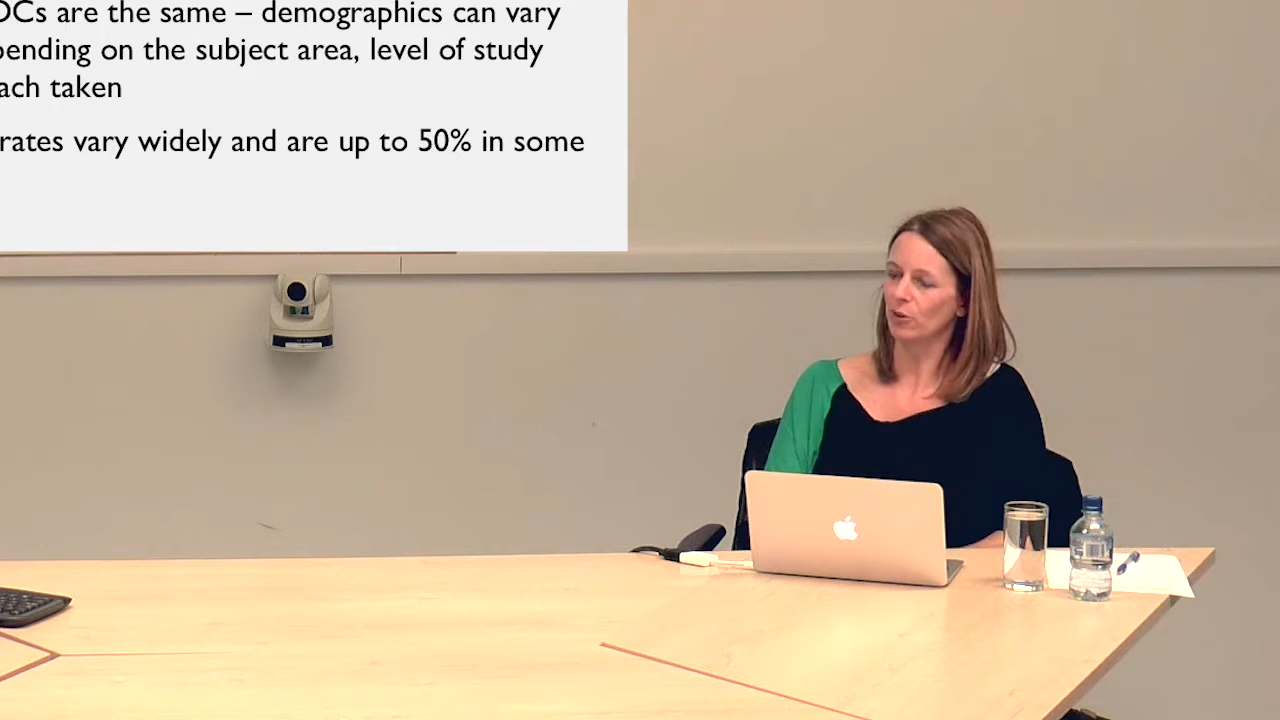 OCs are the same – demographics can vary
pending on the subject area, level of study
ach taken
rates vary widely and are up to 50% in some